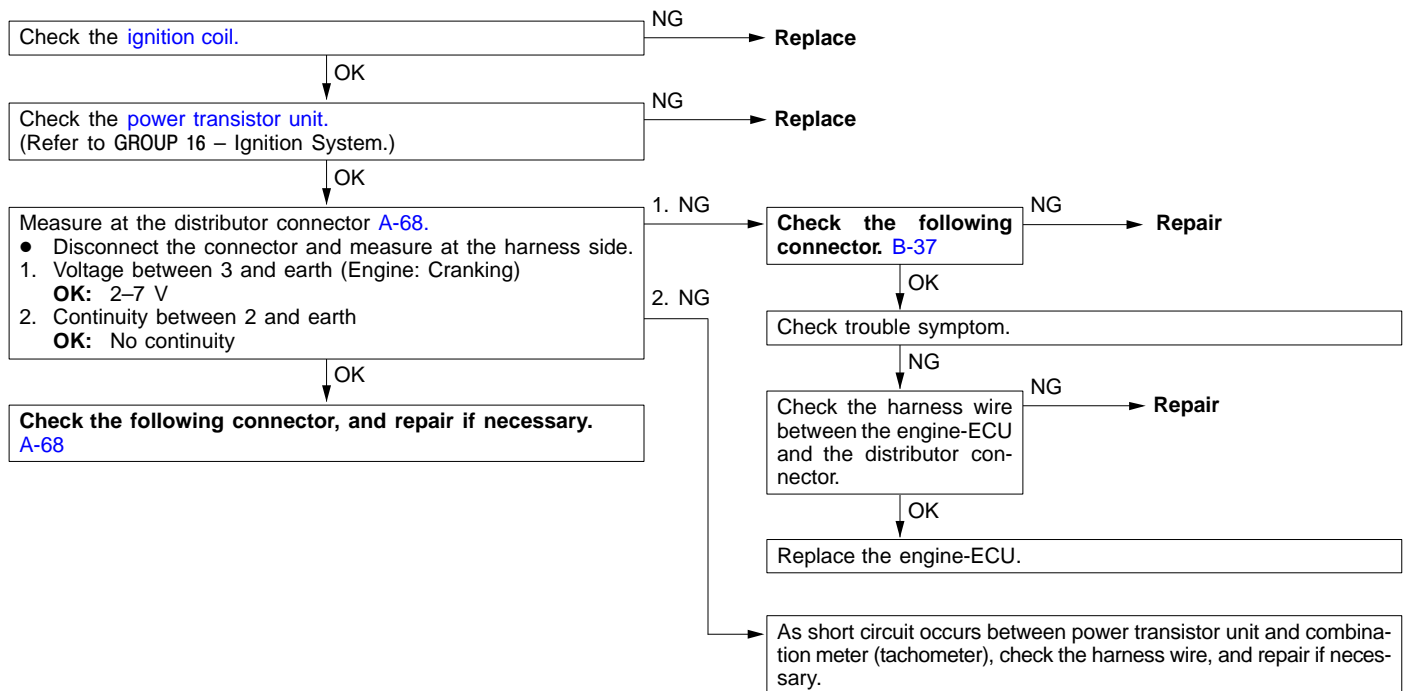 Check the ignition coil.
NG
Replace
OK
Check the power transistor unit.
(Refer to GROUP 16 – Ignition System.)
NG
Replace
OK
Measure at the distributor connector A-68.
● Disconnect the connector and measure at the harness side.
1. Voltage between 3 and earth (Engine: Cranking)
OK: 2–7 V
2. Continuity between 2 and earth
OK: No continuity
1. NG
2. NG
OK
Check the following connector, and repair if necessary.
A-68
Check the following
connector. B-37
NG
Repair
OK
Check trouble symptom.
NG
Check the harness wire
between the engine-ECU
and the distributor con-
nector.
NG
Repair
OK
Replace the engine-ECU.
As short circuit occurs between power transistor unit and combina-
tion meter (tachometer), check the harness wire, and repair if neces-
sary.